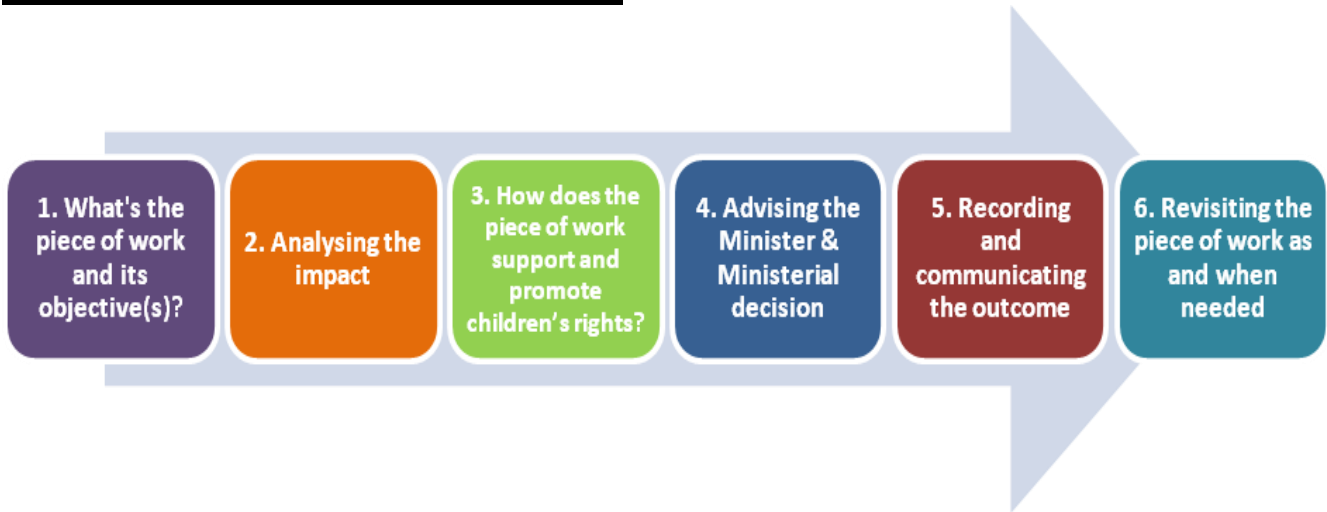 1. What's the
piece of work
and its
objective(s)?
2. Analysing the
impact
3. How does the
piece of work
support and
promote
children’s rights?
4. Advising the
Minister &
Ministerial
decision
5. Recording
and
communicating
the outcome
6. Revisiting the
piece of work as
and when
needed